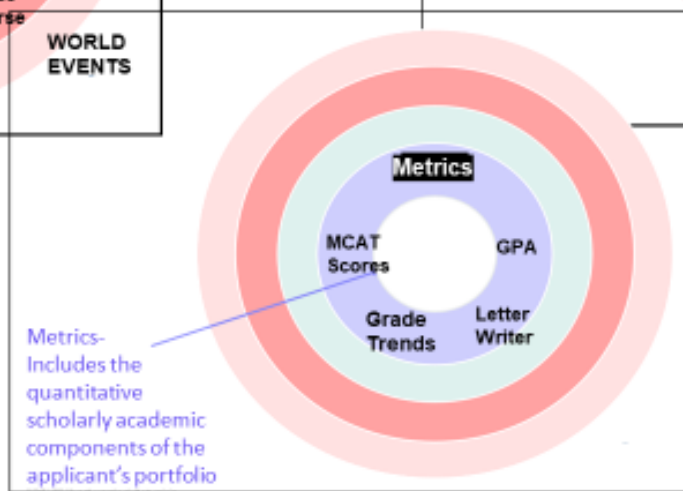 rse
WORLD
EVENTS
Metrics
MCAT
Scores
GPA
Grade
Trends
Letter
Writer
Metrics-
Includes the
quantitative
scholarly academic
components of the
applicant's portfolio